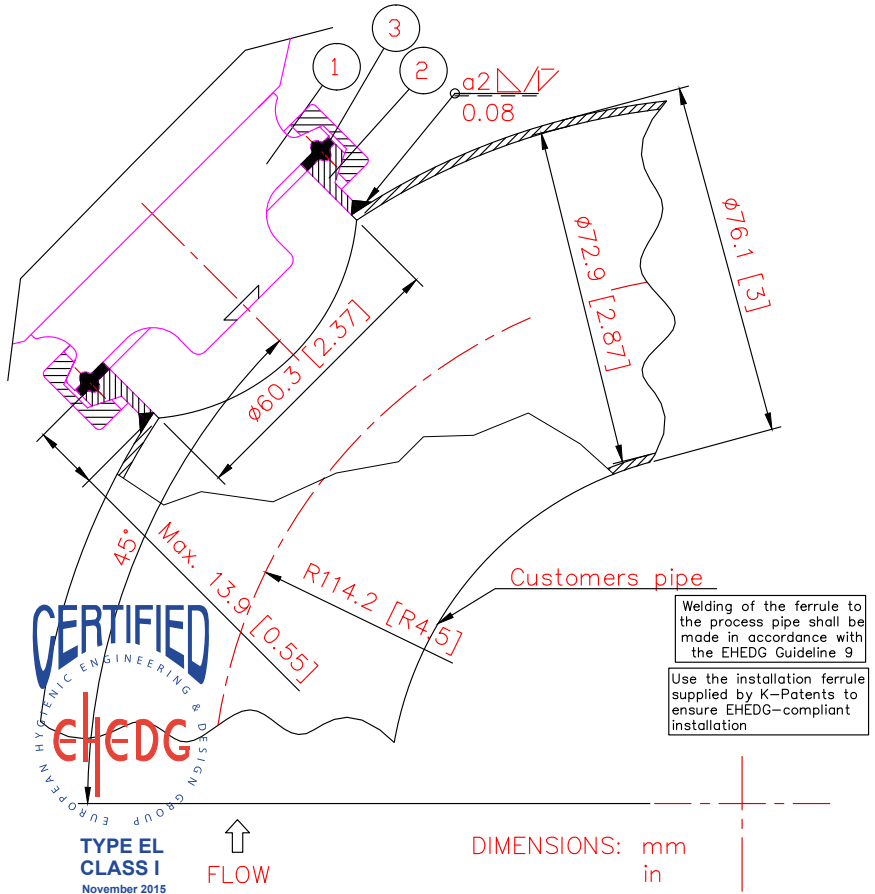 3
1
2
a2
0.08
ø76.1 [3]
ø72.9 [2.87]
ø60.3 [2.37]
45°
Max. 13.9 [0.55]
R114.2 [R4.5]
Customers pipe
Welding of the ferrule to
the process pipe shall be
made in accordance with
the EHEDG Guideline 9
Use the installation ferrule
supplied by K-Patents to
ensure EHEDG-compliant
installation
CERTIFIED
EUROPEAN HYGIENIC ENGINEERING & DESIGN GROUP
EHEDG
TYPE EL
CLASS I
November 2015
FLOW
DIMENSIONS: mm
in